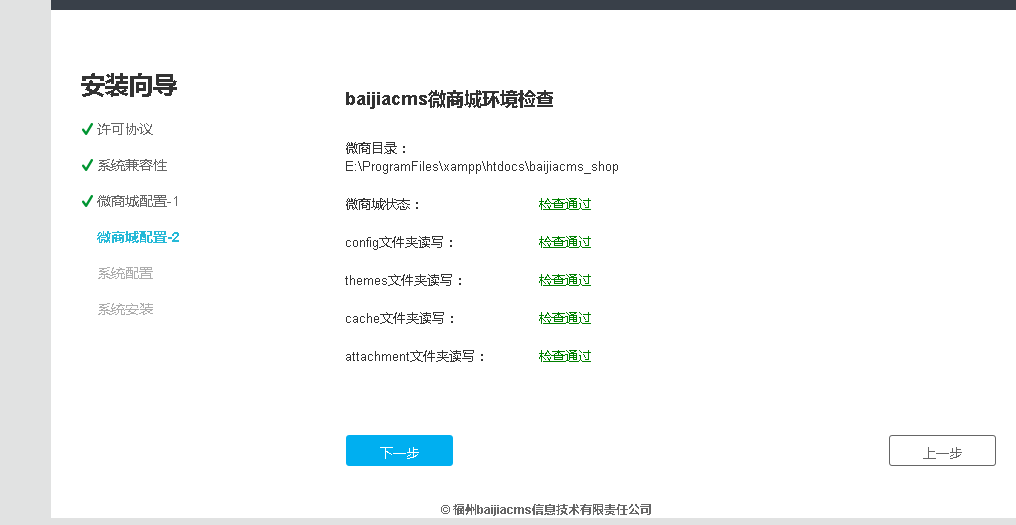 安装向导
许可协议
系统兼容性
微商城配置-1
微商城配置-2
系统配置
系统安装
baijiacms微商城环境检查
微商目录：
E:\ProgramFiles\xampp\htdocs\baijiacms_shop
微商城状态： 检查通过
config文件夹读写： 检查通过
themes文件夹读写： 检查通过
cache文件夹读写： 检查通过
attachment文件夹读写： 检查通过
下一步 上一步
© 福州baijiacms信息技术有限责任公司